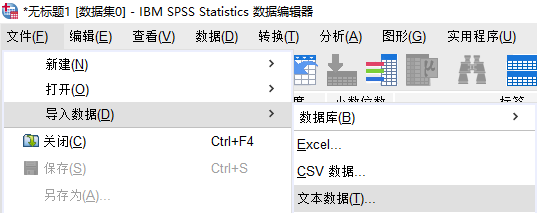 *无标题1 [数据集0] - IBM SPSS Statistics 数据编辑器
文件(F) 编辑(E) 查看(V) 数据(D) 转换(T) 分析(A) 图形(G) 实用程序(U)
新建(N)
打开(O)
导入数据(D)
关闭(C) Ctrl+F4
保存(S) Ctrl+S
另存为(A)...
度 小数位数 标签
数据库(B)
Excel...
CSV 数据...
文本数据(T)...